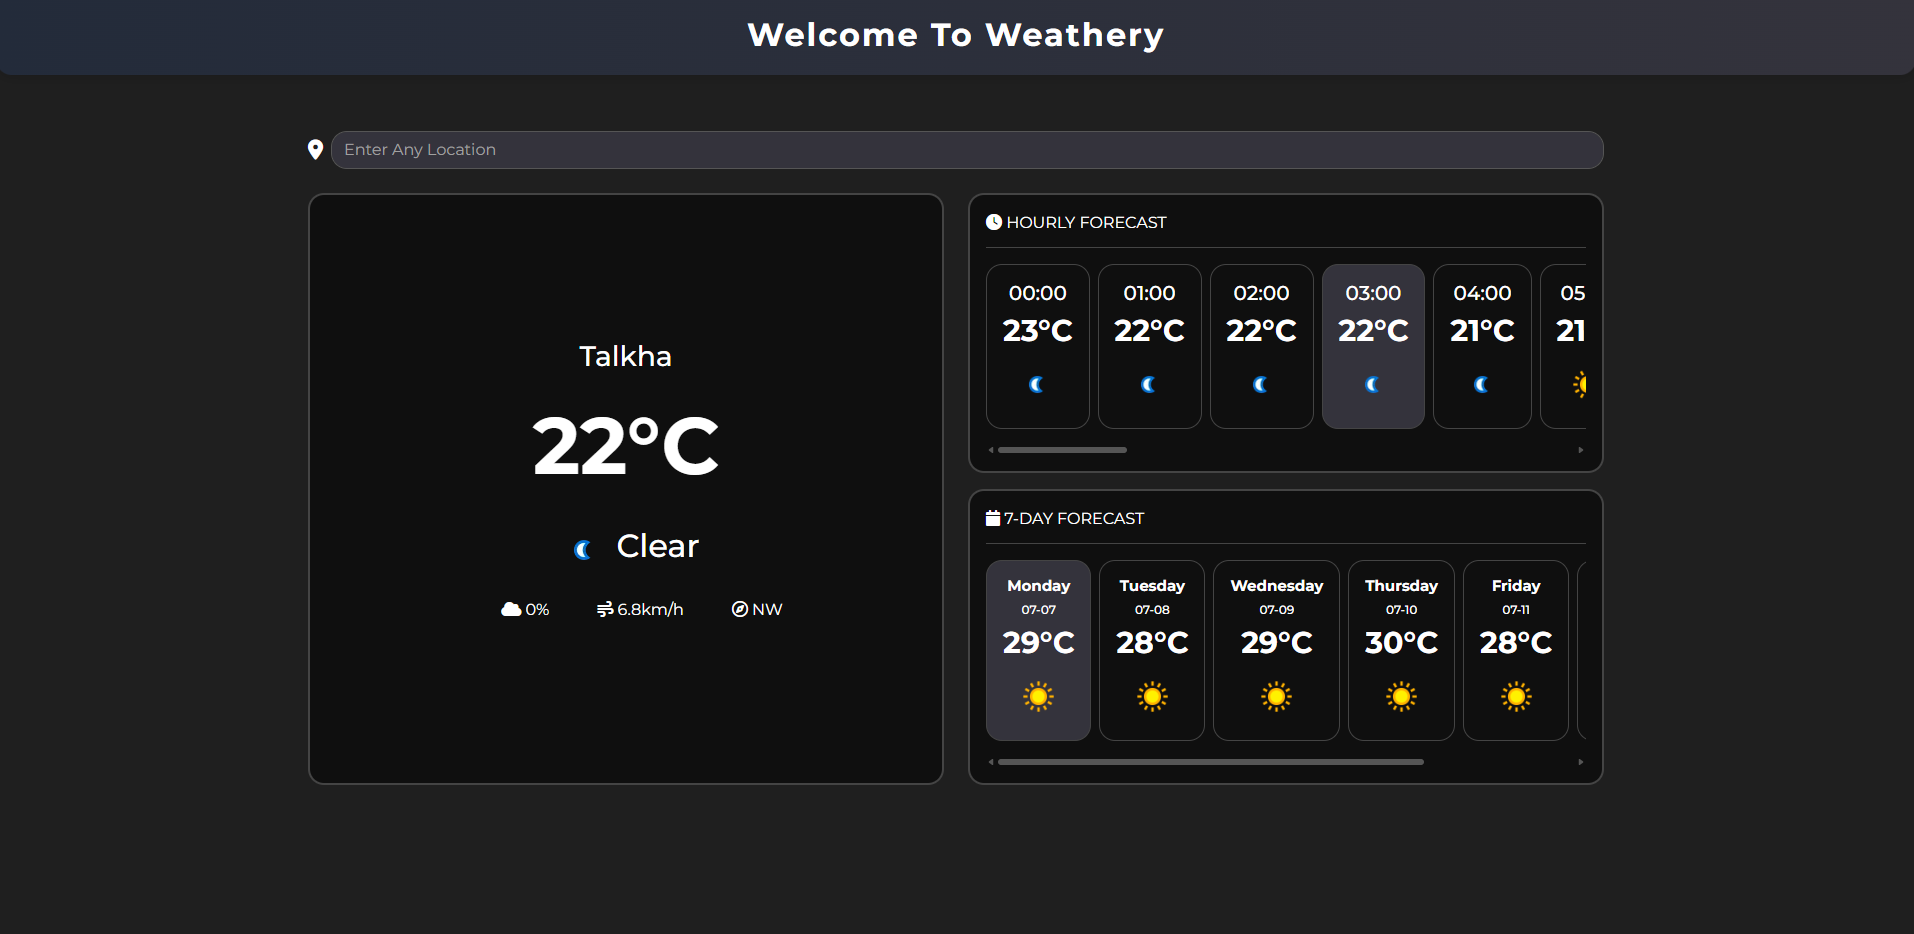 Welcome To Weathery
Enter Any Location
Talkha
22°C
Clear
0% 6.8km/h NW
HOURLY FORECAST
00:00 01:00 02:00 03:00 04:00 05
23°C 22°C 22°C 22°C 21°C 21
7-DAY FORECAST
Monday Tuesday Wednesday Thursday Friday
07-07 07-08 07-09 07-10 07-11
29°C 28°C 29°C 30°C 28°C